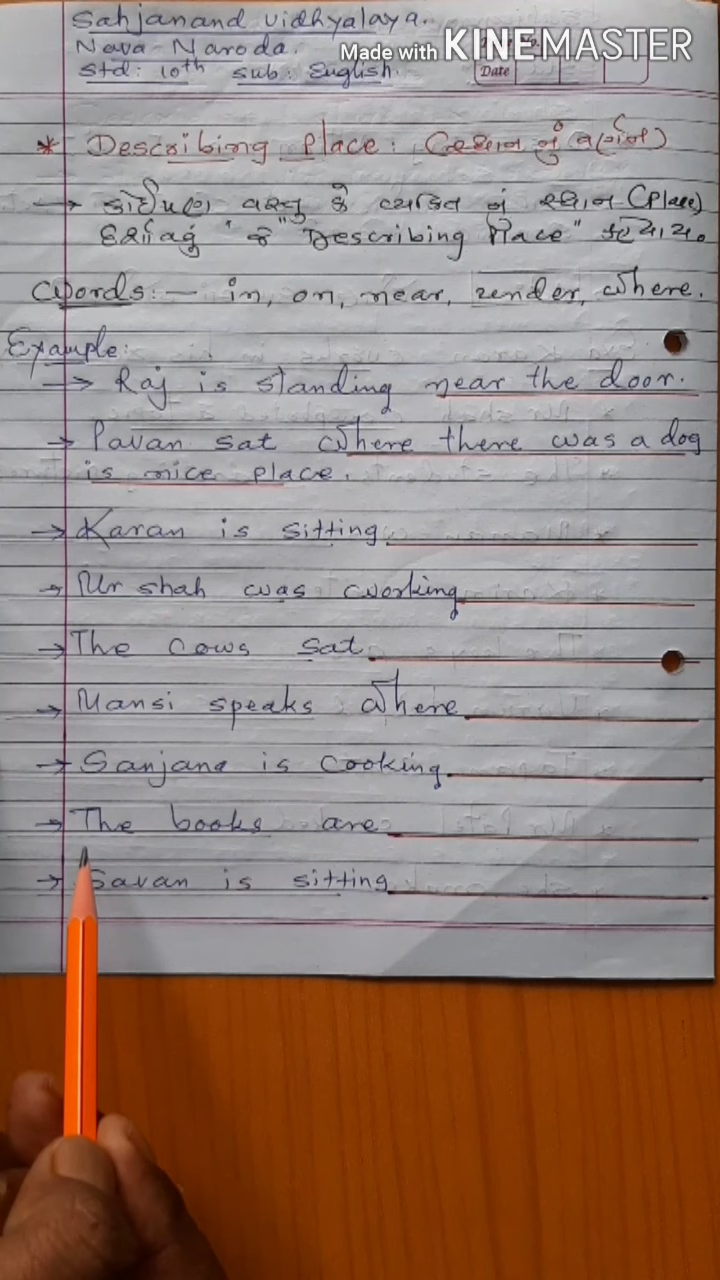 Sahjanand Vidhyalaya.
Nava Naroda.
Std: 10th Sub: English.
Made with KINEMASTER
Date
* Describing Place: (સ્થાન નું વર્ણન)
→ કોઈપણ વસ્તુ કે વ્યક્તિ નું સ્થાન (Place)
દર્શાવવું "Describing Place" કહેવાય.
Words:- in, on, near, under, where.
Example:
→ Raj is standing near the door.
→ Pavan sat where there was a dog
is nice place.
→ Karan is sitting
→ Mr shah was working
→ The cows sat
→ Mansi speaks where
→ Sanjana is cooking
→ The books are
→ Savan is sitting